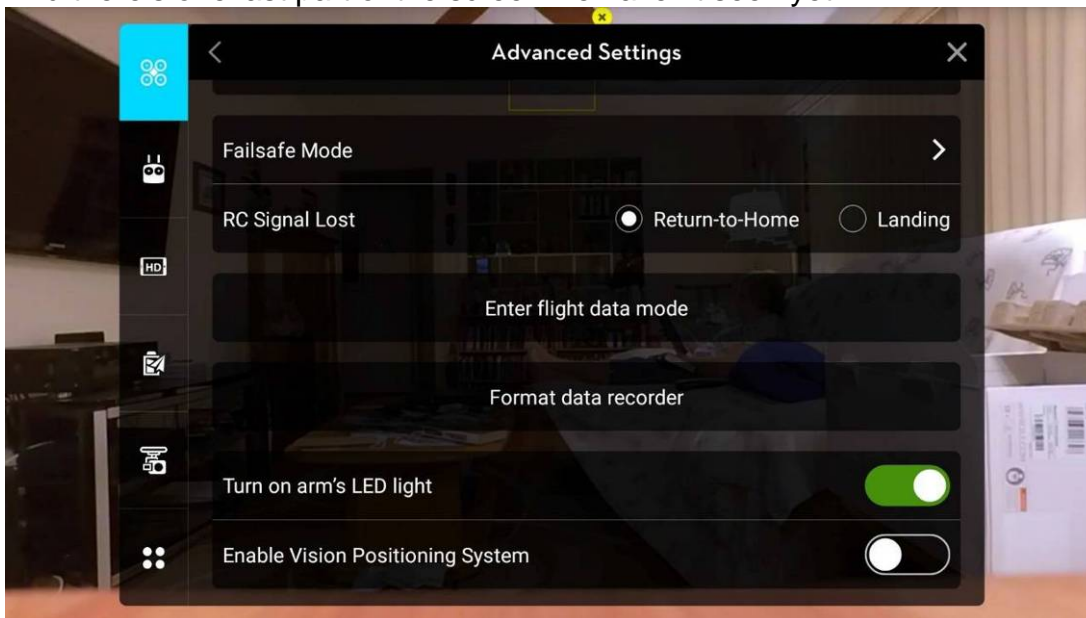 Advanced Settings
Failsafe Mode
RC Signal Lost Return-to-Home Landing
Enter flight data mode
HD
Format data recorder
Turn on arm's LED light
Enable Vision Positioning System